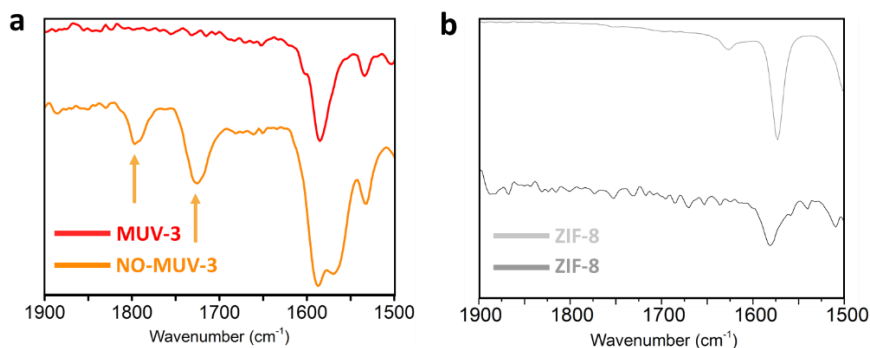 a
MUV-3
NO-MUV-3
1900 1800 1700 1600 1500
Wavenumber (cm⁻¹)
b
ZIF-8
ZIF-8
1900 1800 1700 1600 1500
Wavenumber (cm⁻¹)